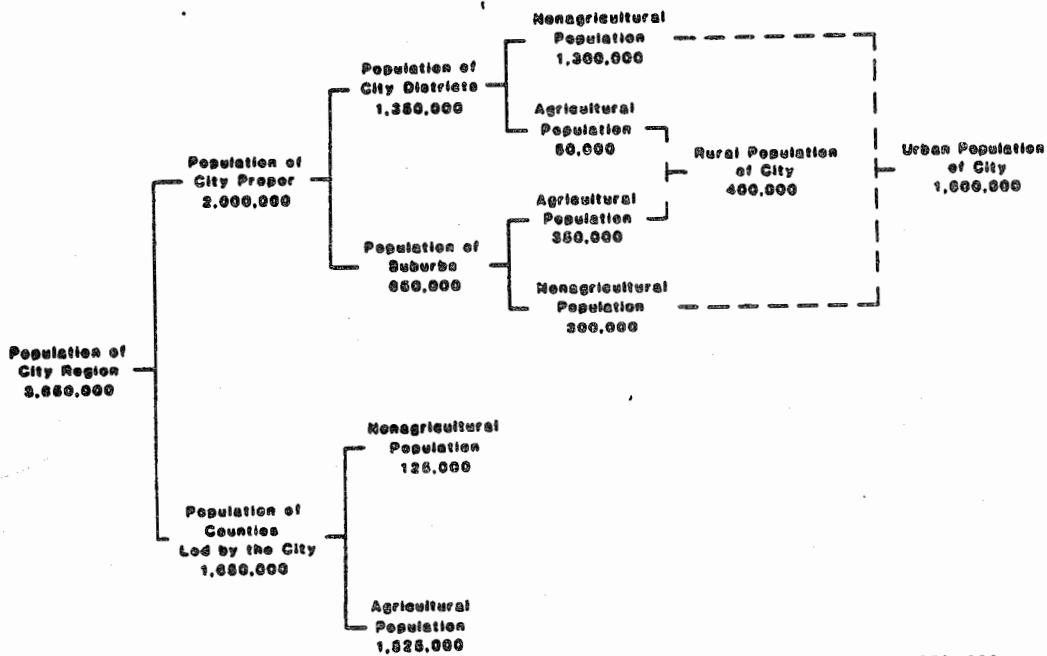 Nonagricultural
Population
1,300,000
Population of
City Districts
1,350,000
Agricultural
Population
50,000
Population of
City Proper
2,000,000
Rural Population
of City
400,000
Urban Population
of City
1,600,000
Agricultural
Population
350,000
Population of
Suburbs
650,000
Nonagricultural
Population
300,000
Population of
City Region
3,650,000
Nonagricultural
Population
125,000
Population of
Counties
Led by the City
1,650,000
Agricultural
Population
1,525,000